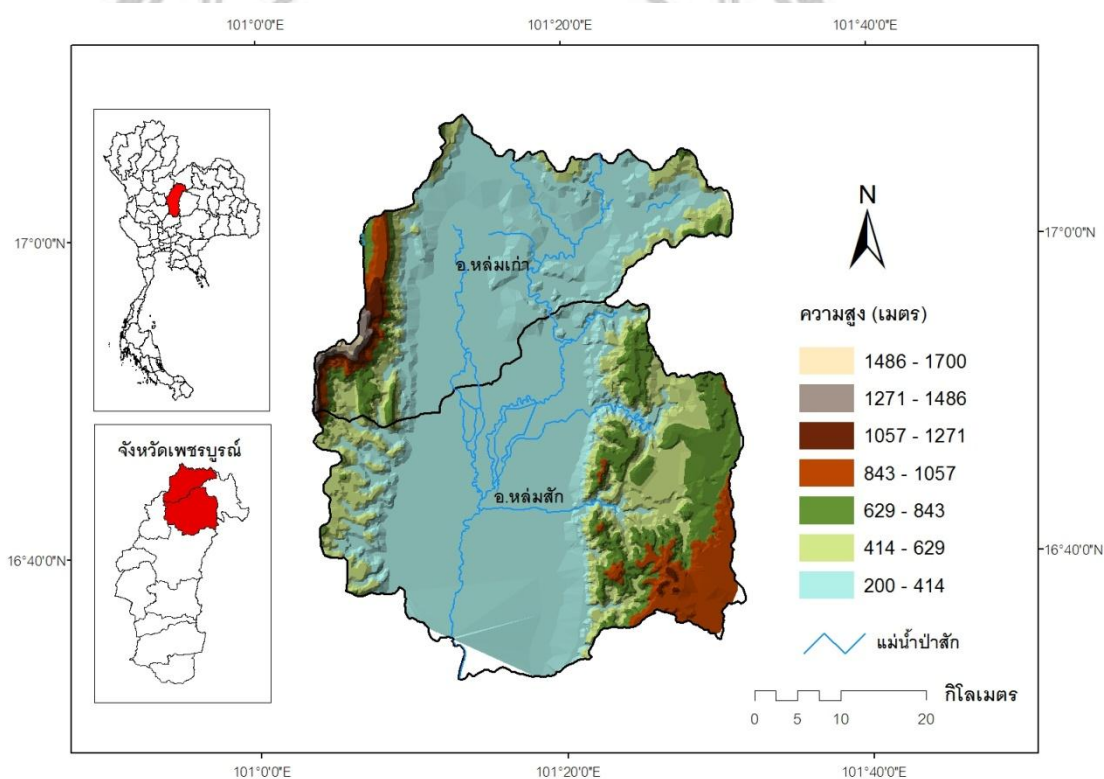 101°0'0"E 101°20'0"E 101°40'0"E
N
17°0'0"N 17°0'0"N
อ.หล่มเก่า
ความสูง (เมตร)
1486 - 1700
1271 - 1486
1057 - 1271
843 - 1057
629 - 843
414 - 629
200 - 414
จังหวัดเพชรบูรณ์
อ.หล่มสัก
16°40'0"N 16°40'0"N
แม่น้ำป่าสัก
กิโลเมตร
0 5 10 20
101°0'0"E 101°20'0"E 101°40'0"E